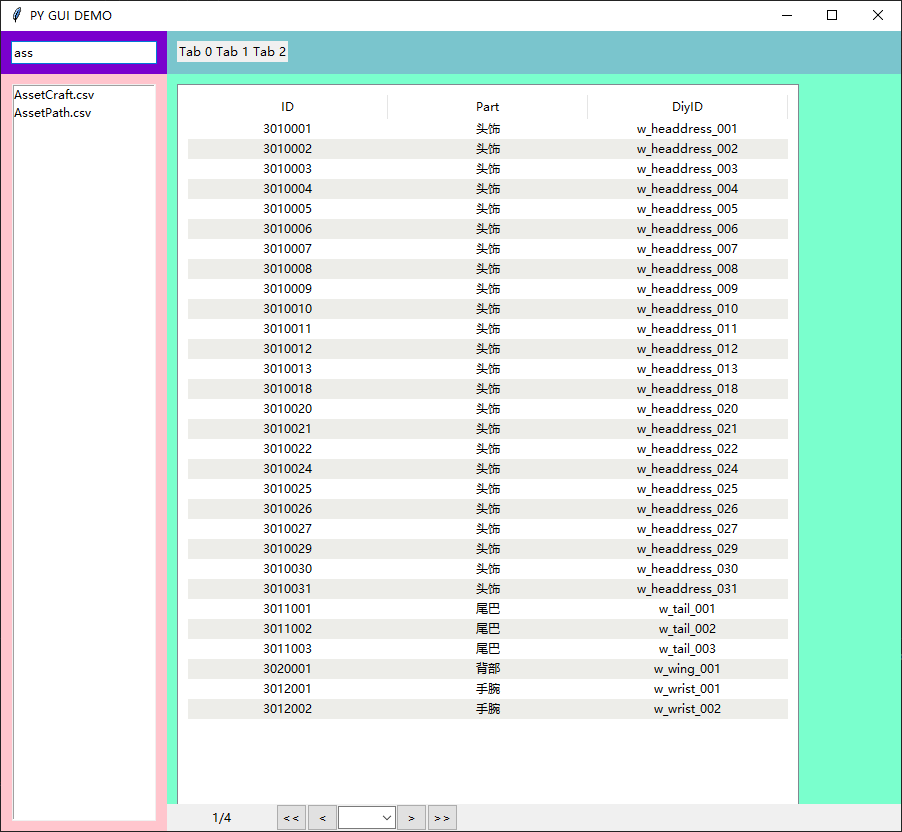 PY GUI DEMO
ass
Tab 0 Tab 1 Tab 2
AssetCraft.csv
AssetPath.csv
ID Part DiyID
3010001 头饰 w_headdress_001
3010002 头饰 w_headdress_002
3010003 头饰 w_headdress_003
3010004 头饰 w_headdress_004
3010005 头饰 w_headdress_005
3010006 头饰 w_headdress_006
3010007 头饰 w_headdress_007
3010008 头饰 w_headdress_008
3010009 头饰 w_headdress_009
3010010 头饰 w_headdress_010
3010011 头饰 w_headdress_011
3010012 头饰 w_headdress_012
3010013 头饰 w_headdress_013
3010018 头饰 w_headdress_018
3010020 头饰 w_headdress_020
3010021 头饰 w_headdress_021
3010022 头饰 w_headdress_022
3010024 头饰 w_headdress_024
3010025 头饰 w_headdress_025
3010026 头饰 w_headdress_026
3010027 头饰 w_headdress_027
3010029 头饰 w_headdress_029
3010030 头饰 w_headdress_030
3010031 头饰 w_headdress_031
3011001 尾巴 w_tail_001
3011002 尾巴 w_tail_002
3011003 尾巴 w_tail_003
3020001 背部 w_wing_001
3012001 手腕 w_wrist_001
3012002 手腕 w_wrist_002
1/4 << < > >>